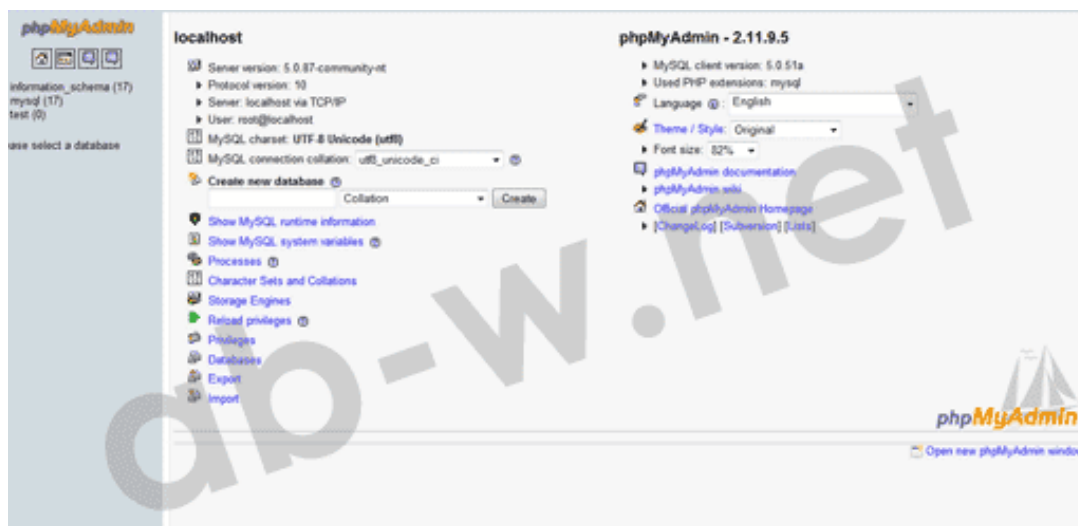 phpMyAdmin
information_schema (17)
mysql (17)
test (0)
ase select a database
localhost
Server version: 5.0.87-community-nt
Protocol version: 10
Server: localhost via TCP/IP
User: root@localhost
MySQL charset: UTF-8 Unicode (utf8)
MySQL connection collation: utf8_unicode_ci
Create new database
Collation Create
Show MySQL runtime information
Show MySQL system variables
Processes
Character Sets and Collations
Storage Engines
Reload privileges
Privileges
Databases
Export
Import
phpMyAdmin - 2.11.9.5
MySQL client version: 5.0.51a
Used PHP extensions: mysql
Language : English
Theme / Style: Original
Font size: 82%
phpMyAdmin documentation
phpMyAdmin wiki
Official phpMyAdmin Homepage
[ChangeLog] [Subversion] [Lists]
phpMyAdmin
Open new phpMyAdmin window
ab-w.net